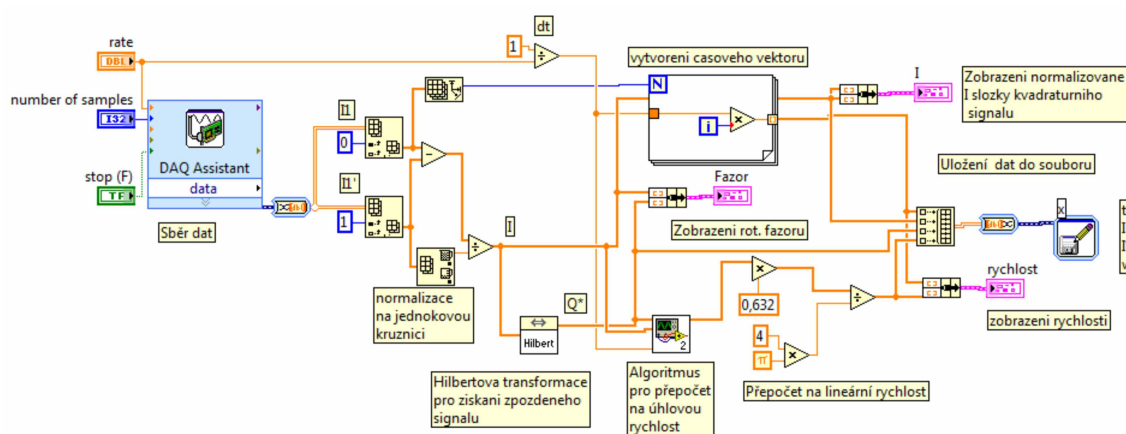 rate
DBL
number of samples
I32
stop (F)
TF
DAQ Assistant
data
Sběr dat
1
dt
I1
0
I1'
1
normalizace
na jednokovou
kruznici
I
Q*
Hilbert
Hilbertova transformace
pro ziskani zpozdeneho
signalu
vytvoreni casoveho vektoru
N
i
Fazor
Zobrazeni rot. fazoru
0,632
4
π
2
Algoritmus
pro přepočet
na úhlovou
rychlost
Přepočet na lineární rychlost
I
Zobrazeni normalizovane
I slozky kvadraturniho
signalu
Uložení dat do souboru
x
rychlost
zobrazeni rychlosti
t
I
I